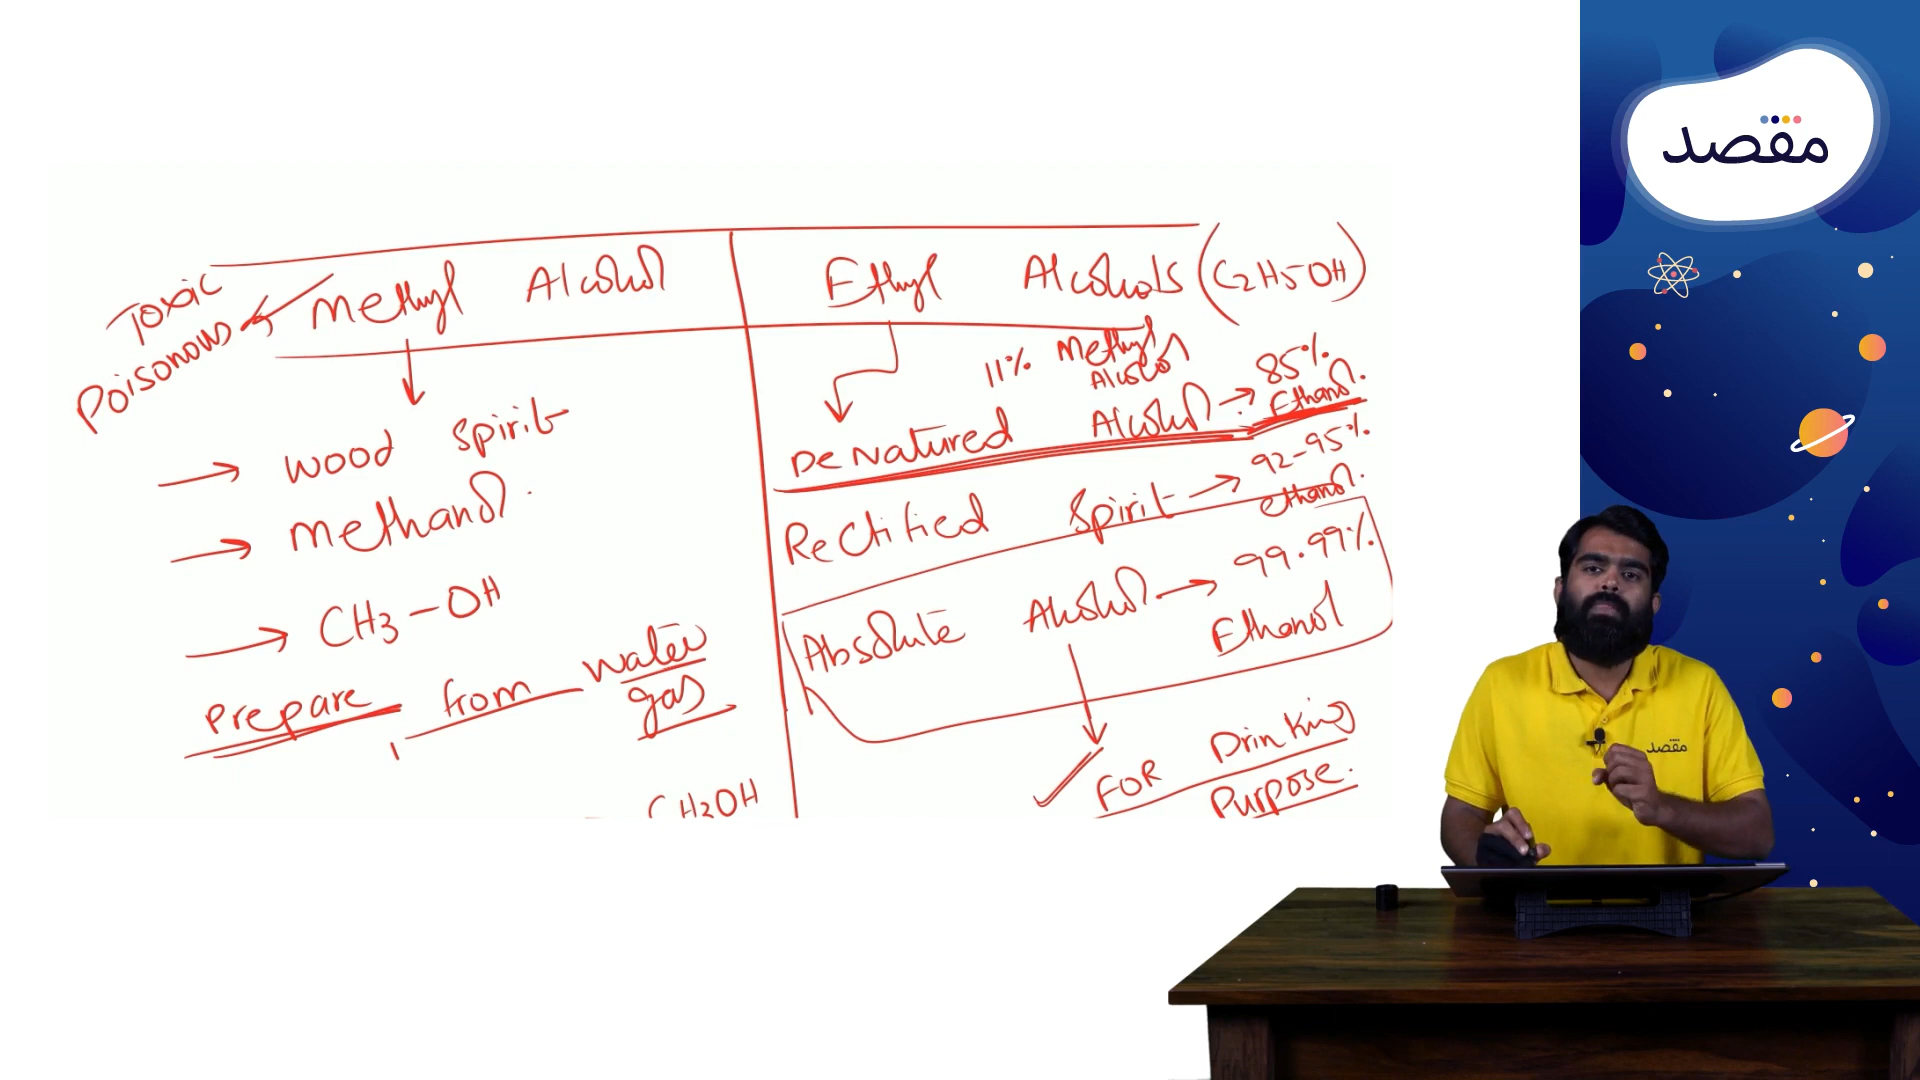 مقصد
Toxic
Poisonous
Methyl Alcohol
wood spirit
methanol
CH3-OH
Prepare from water gas
CH3OH
Ethyl Alcohols (C2H5OH)
11% Methyl Alcohol
DeNatured Alcohol → 85% Ethanol.
Rectified Spirit → 92-95% ethanol.
Absolute Alcohol → 99.99% Ethanol
FOR Drinking Purpose.
مقصد